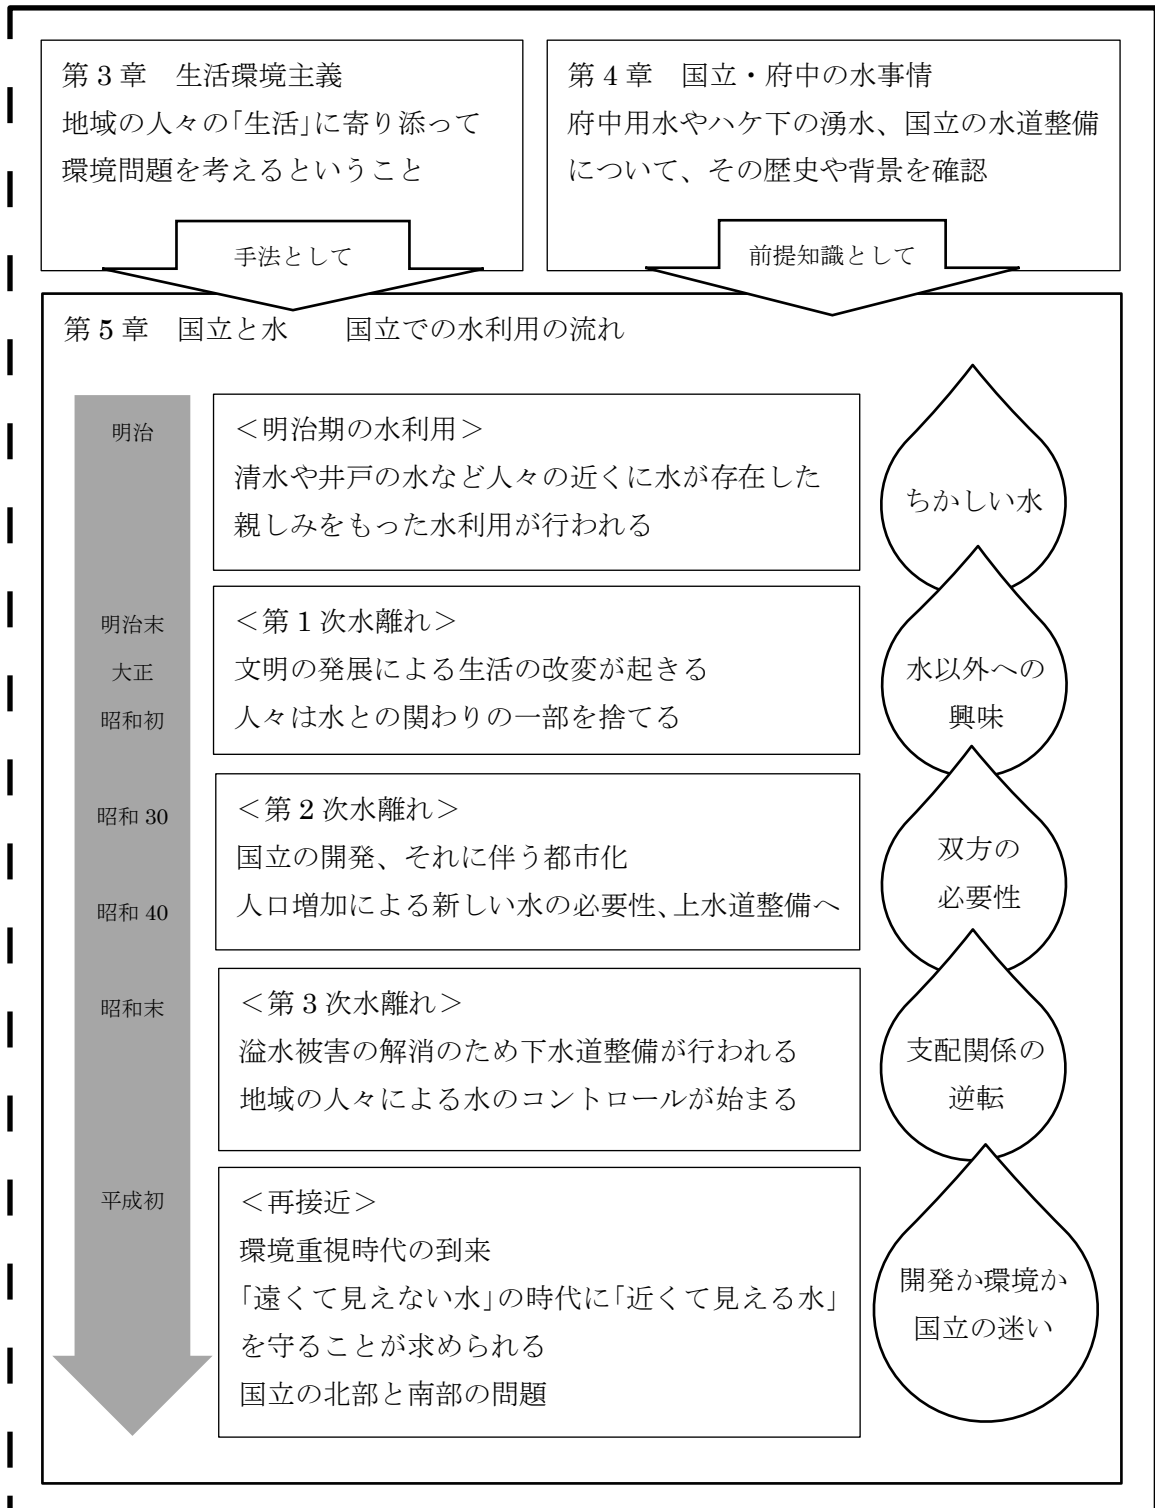 第3章　生活環境主義
地域の人々の「生活」に寄り添って
環境問題を考えるということ
手法として
第4章　国立・府中の水事情
府中用水やハケ下の湧水、国立の水道整備
について、その歴史や背景を確認
前提知識として
第5章　国立と水　　国立での水利用の流れ
明治
＜明治期の水利用＞
清水や井戸の水など人々の近くに水が存在した
親しみをもった水利用が行われる
ちかしい水
明治末
大正
昭和初
＜第1次水離れ＞
文明の発展による生活の改変が起きる
人々は水との関わりの一部を捨てる
水以外への
興味
昭和30
昭和40
＜第2次水離れ＞
国立の開発、それに伴う都市化
人口増加による新しい水の必要性、上水道整備へ
双方の
必要性
昭和末
＜第3次水離れ＞
溢水被害の解消のため下水道整備が行われる
地域の人々による水のコントロールが始まる
支配関係の
逆転
平成初
＜再接近＞
環境重視時代の到来
「遠くて見えない水」の時代に「近くて見える水」
を守ることが求められる
国立の北部と南部の問題
開発か環境か
国立の迷い